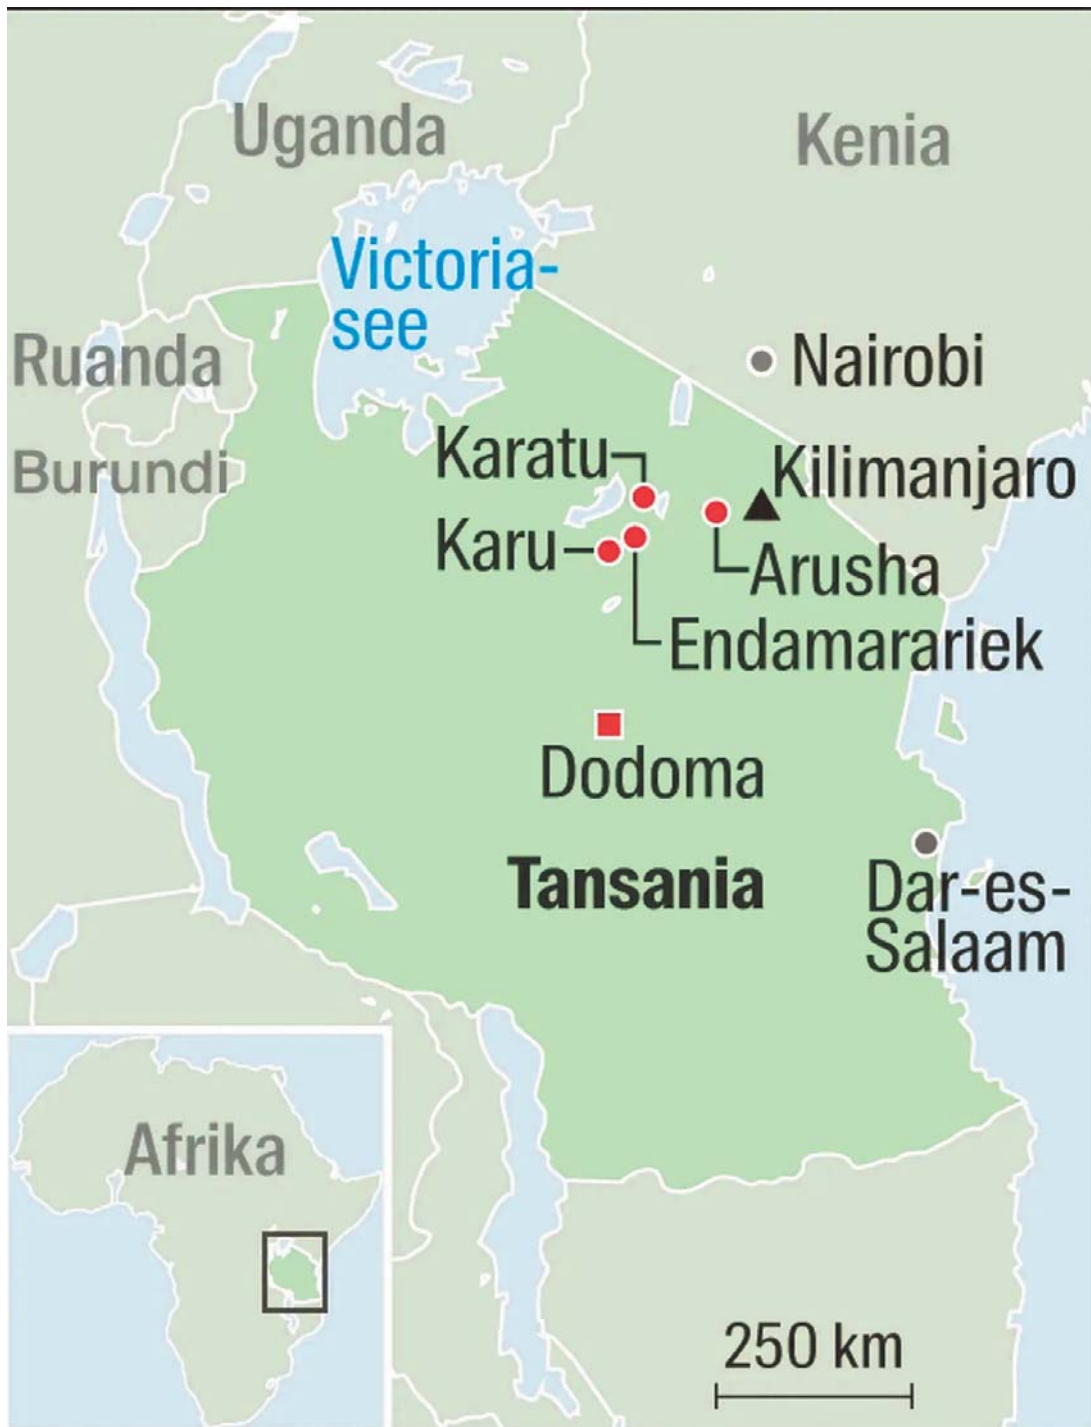 Uganda
Kenia
Victoria-
see
Ruanda
Nairobi
Burundi
Karatu
Kilimanjaro
Karu
Arusha
Endamarariek
Dodoma
Tansania
Dar-es-
Salaam
Afrika
250 km